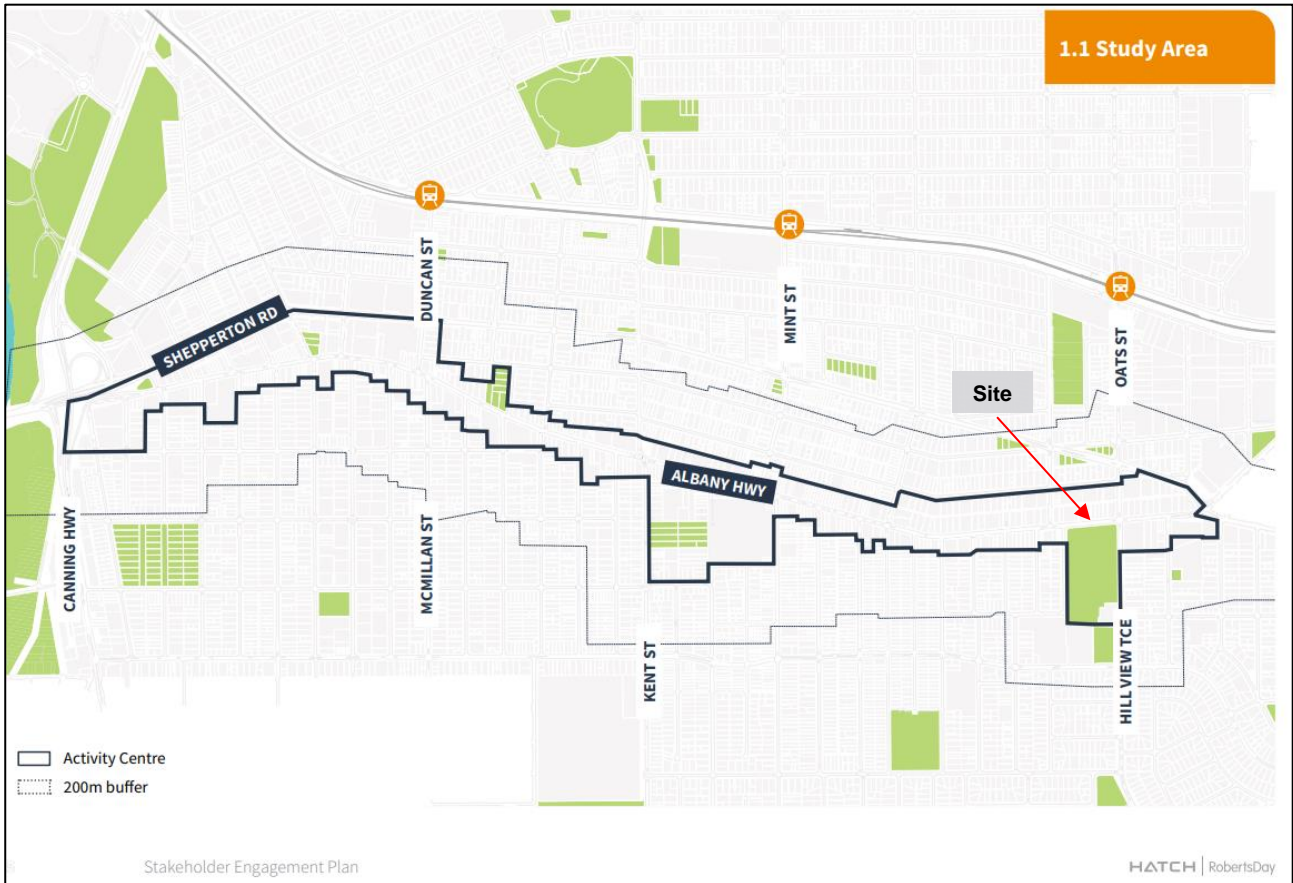 1.1 Study Area
SHEPPERTON RD
DUNCAN ST
MINT ST
OATS ST
Site
ALBANY HWY
CANNING HWY
MCMILLAN ST
KENT ST
HILL VIEW TCE
Activity Centre
200m buffer
Stakeholder Engagement Plan
HATCH | RobertsDay